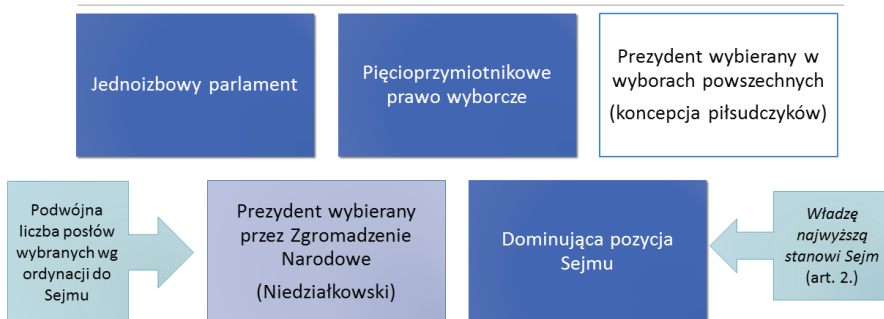 Jednoizbowy parlament
Pięcioprzymiotnikowe
prawo wyborcze
Prezydent wybierany w
wyborach powszechnych
(koncepcja piłsudczyków)
Podwójna
liczba posłów
wybranych wg
ordynacji do
Sejmu
Prezydent wybierany
przez Zgromadzenie
Narodowe
(Niedziałkowski)
Dominująca pozycja
Sejmu
Władzę
najwyższą
stanowi Sejm
(art. 2.)